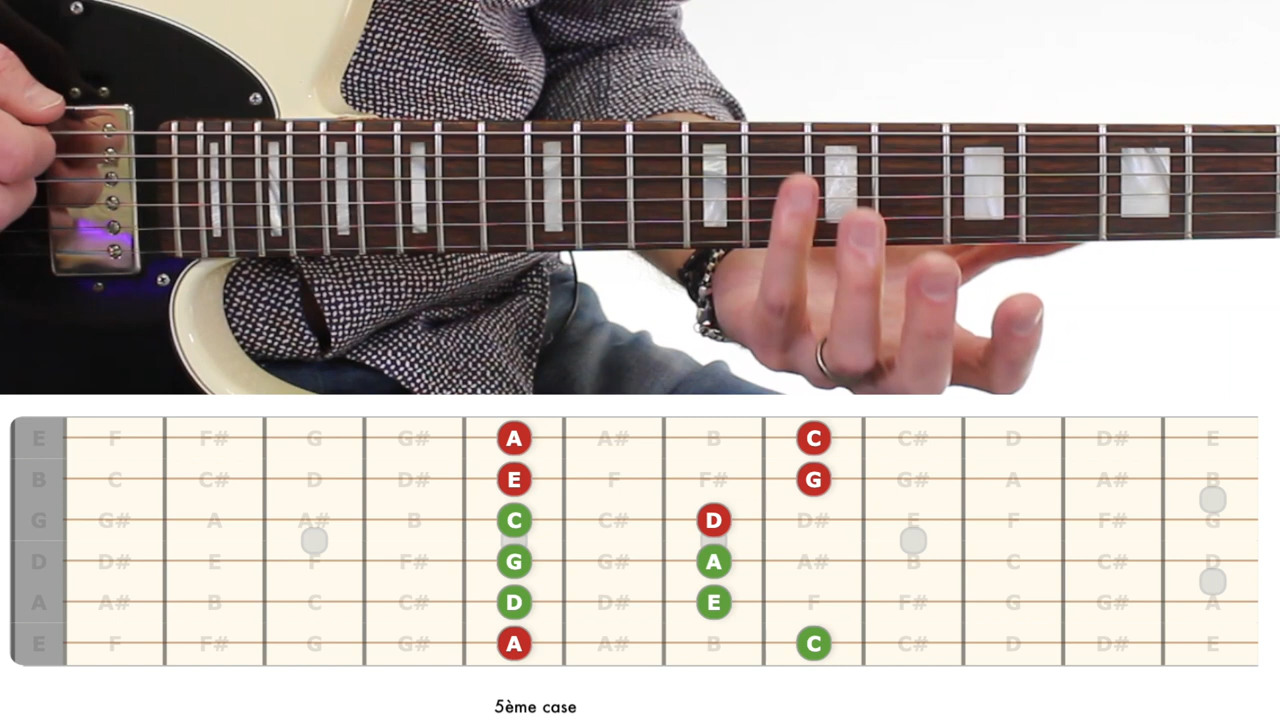 E F F# G G# A A# B C C# D D# E
B C C# D D# E F F# G G# A A# B
G G# A A# B C C# D D# E F F# G
D D# E F F# G G# A A# B C C# D
A A# B C C# D D# E F F# G G# A
E F F# G G# A A# B C C# D D# E
5ème case